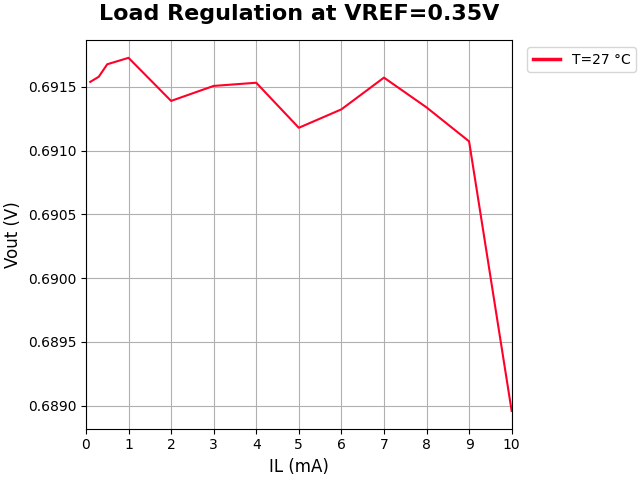 Load Regulation at VREF=0.35V
T=27 °C
Vout (V)
0.6915
0.6910
0.6905
0.6900
0.6895
0.6890
0 1 2 3 4 5 6 7 8 9 10
IL (mA)